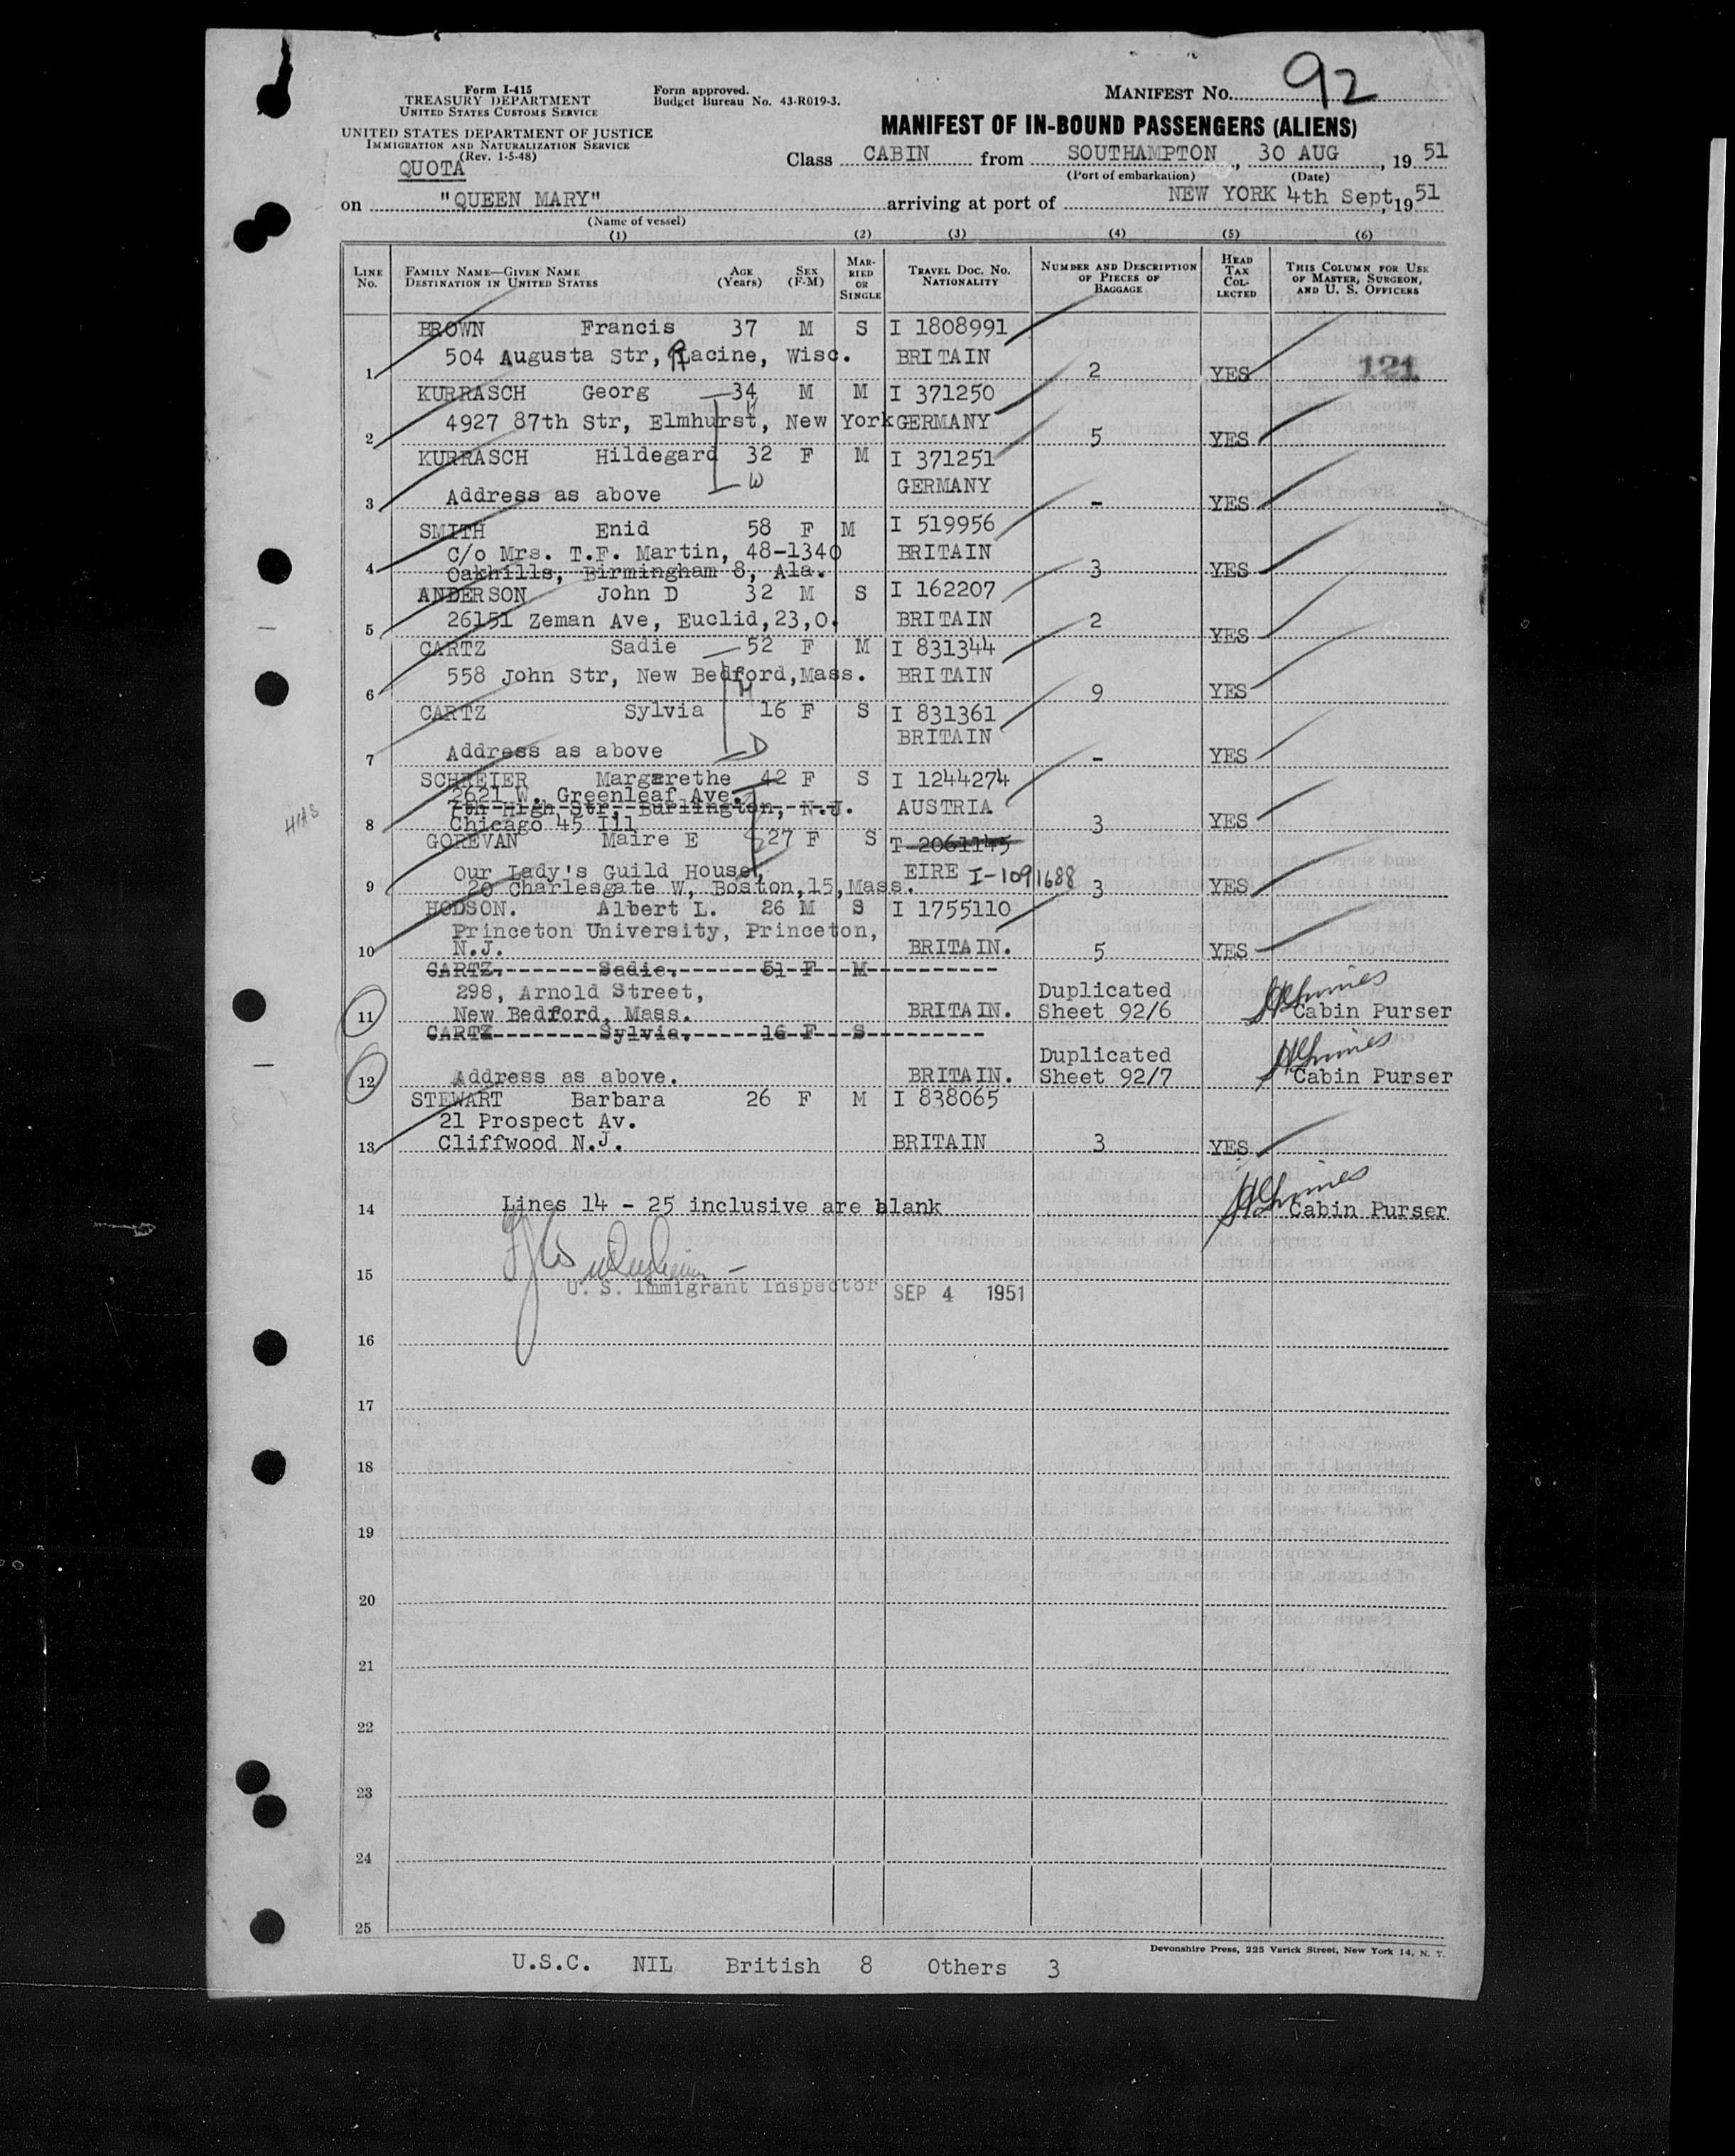 Form I-415
TREASURY DEPARTMENT
UNITED STATES CUSTOMS SERVICE
UNITED STATES DEPARTMENT OF JUSTICE
IMMIGRATION AND NATURALIZATION SERVICE
(Rev. 1-5-48)
QUOTA
Form approved.
Budget Bureau No. 43-R019-3.
MANIFEST NO. 92
MANIFEST OF IN-BOUND PASSENGERS (ALIENS)
Class CABIN from SOUTHAMPTON, 30 AUG, 19 51
(Port of embarkation) (Date)
on "QUEEN MARY" arriving at port of NEW YORK 4th Sept, 19 51
(Name of vessel)
(1) (2) (3) (4) (5) (6)
LINE NO.
FAMILY NAME—GIVEN NAME
DESTINATION IN UNITED STATES
AGE (Years)
SEX (F-M)
MARRIED OR SINGLE
TRAVEL DOC. NO.
NATIONALITY
NUMBER AND DESCRIPTION OF PIECES OF BAGGAGE
HEAD TAX COLLECTED
THIS COLUMN FOR USE OF MASTER, SURGEON, AND U. S. OFFICERS
BROWN Francis 37 M S I 1808991
504 Augusta Str, Racine, Wisc. BRITAIN
1 2 YES 121
KURRASCH Georg 34 M M I 371250
H
4927 87th Str, Elmhurst, New York GERMANY
2 5 YES
KURRASCH Hildegard 32 F M I 371251
W
GERMANY
3 Address as above - YES
SMITH Enid 58 F M I 519956
C/o Mrs. T.F. Martin, 48-1340 BRITAIN
4 Oakhills, Birmingham 8, Ala. 3 YES
ANDERSON John D 32 M S I 162207
26151 Zeman Ave, Euclid,23,O. BRITAIN 2
5 YES
CARTZ Sadie 52 F M I 831344
558 John Str, New Bedford,Mass. BRITAIN
M
6 9 YES
CARTZ Sylvia 16 F S I 831361
BRITAIN
7 Address as above D - YES
SCHREIER Margarethe 42 F S I 1244274
2621 W. Greenleaf Ave.
7th High Str, Burlington, N.J. AUSTRIA
HIAS
8 Chicago 45 Ill 3 YES
GOREVAN Maire E 27 F S T 2061145
Our Lady's Guild House, EIRE I-1091688
9 20 Charlesgate W, Boston,15,Mass. 3 YES
HODSON. Albert L. 26 M S I 1755110
Princeton University, Princeton,
10 N.J. BRITAIN. 5 YES
CARTZ. Sadie. 51 F M
298, Arnold Street, Duplicated
11 New Bedford, Mass. BRITAIN. Sheet 92/6 Cabin Purser
CARTZ Sylvia. 16 F S
Duplicated
12 Address as above. BRITAIN. Sheet 92/7 Cabin Purser
STEWART Barbara 26 F M I 838065
21 Prospect Av.
13 Cliffwood N.J. BRITAIN 3 YES
14 Lines 14 - 25 inclusive are blank Cabin Purser
15
U. S. Immigrant Inspector SEP 4 1951
16
17
18
19
20
21
22
23
24
25
Devonshire Press, 225 Varick Street, New York 14, N. Y.
U.S.C. NIL British 8 Others 3